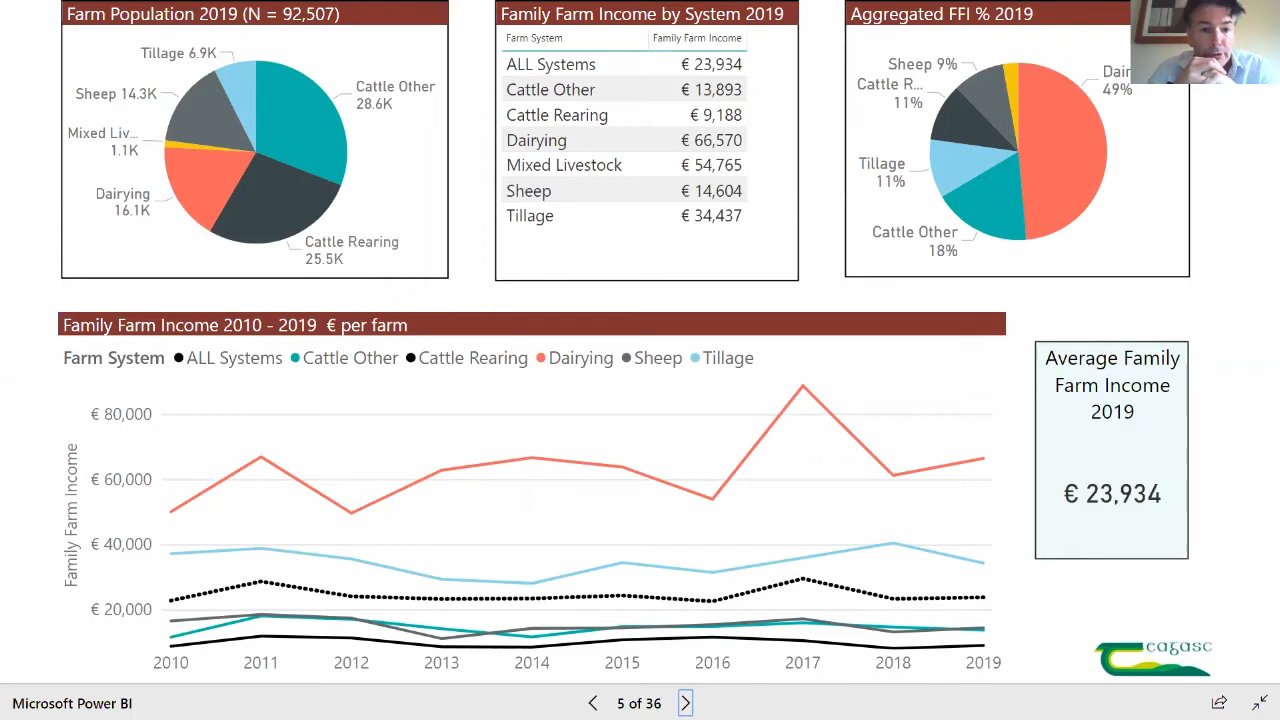 Farm Population 2019 (N = 92,507)
Tillage 6.9K
Cattle Other
28.6K
Sheep 14.3K
Mixed Liv...
1.1K
Dairying
16.1K
Cattle Rearing
25.5K
Family Farm Income by System 2019
Farm System Family Farm Income
ALL Systems € 23,934
Cattle Other € 13,893
Cattle Rearing € 9,188
Dairying € 66,570
Mixed Livestock € 54,765
Sheep € 14,604
Tillage € 34,437
Aggregated FFI % 2019
Sheep 9%
Cattle R...
11%
Dair
49%
Tillage
11%
Cattle Other
18%
Family Farm Income 2010 - 2019 € per farm
Farm System ALL Systems Cattle Other Cattle Rearing Dairying Sheep Tillage
Family Farm Income
€ 80,000
€ 60,000
€ 40,000
€ 20,000
2010 2011 2012 2013 2014 2015 2016 2017 2018 2019
Average Family
Farm Income
2019
€ 23,934
eagasc
Microsoft Power BI
5 of 36